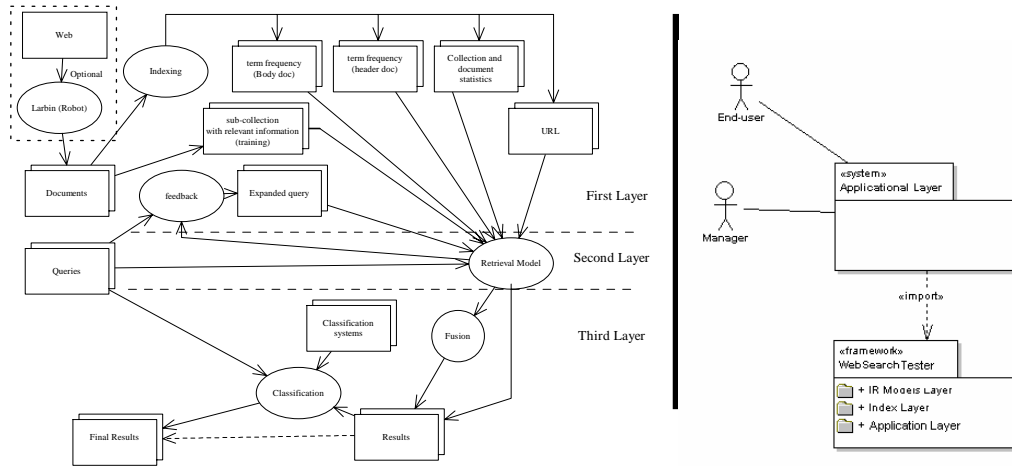 Web
Optional
Larbin (Robot)
Indexing
term frequency
(Body doc)
term frequency
(header doc)
Collection and
document
statistics
sub-collection
with relevant information
(training)
URL
Documents
feedback
Expanded query
First Layer
Queries
Retrieval Model
Second Layer
Classification
systems
Fusion
Third Layer
Classification
Final Results
Results
End-user
Manager
«system»
Applicational Layer
«import»
«framework»
WebSearchTester
+ IR Models Layer
+ Index Layer
+ Application Layer